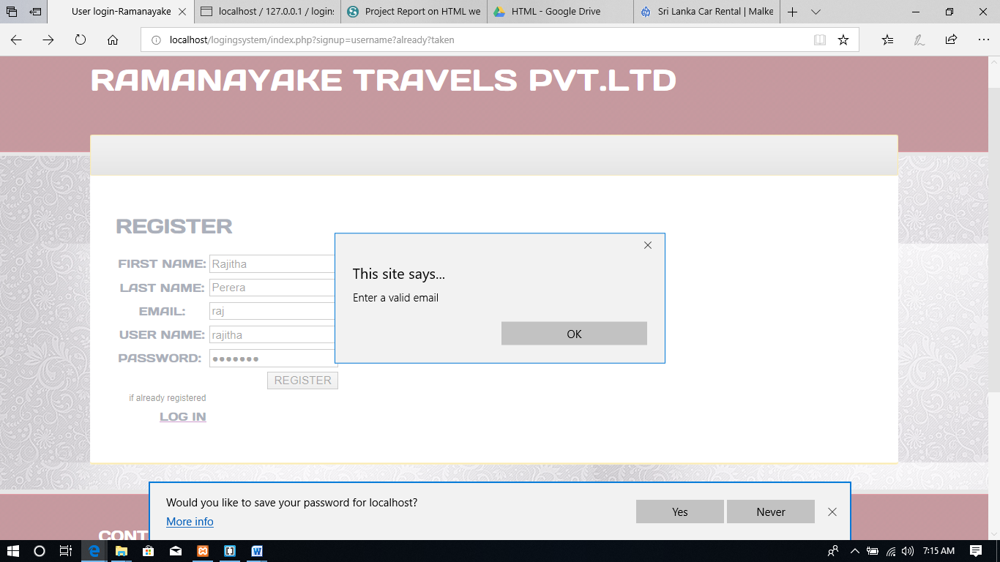 User login-Ramanayake
localhost / 127.0.0.1 / logins
Project Report on HTML we
HTML - Google Drive
Sri Lanka Car Rental | Malke
localhost/logingsystem/index.php?signup=username?already?taken
RAMANAYAKE TRAVELS PVT.LTD
REGISTER
FIRST NAME: Rajitha
LAST NAME: Perera
EMAIL: raj
USER NAME: rajitha
PASSWORD: ●●●●●●●
REGISTER
if already registered
LOG IN
This site says...
Enter a valid email
OK
Would you like to save your password for localhost?
More info
Yes
Never
CONT
7:15 AM